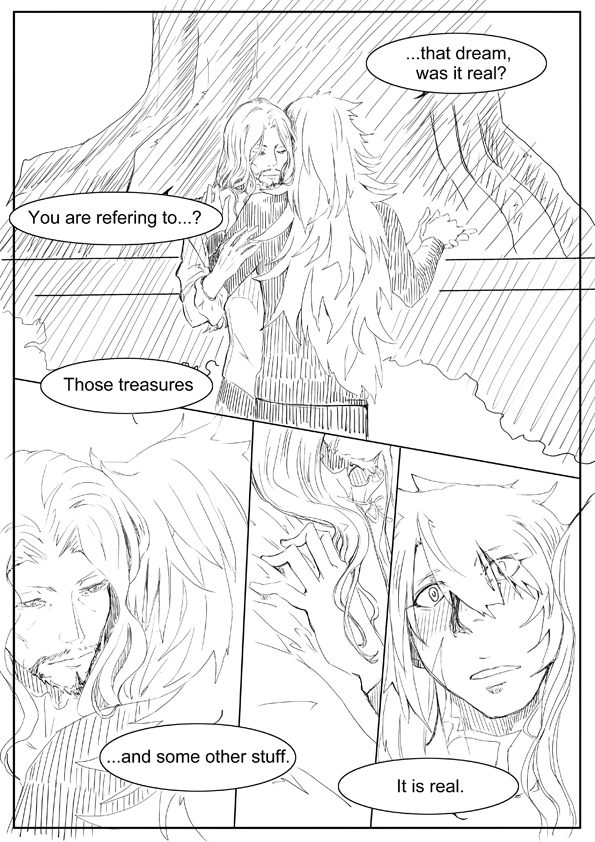 ...that dream,
was it real?
You are refering to...?
Those treasures
...and some other stuff.
It is real.